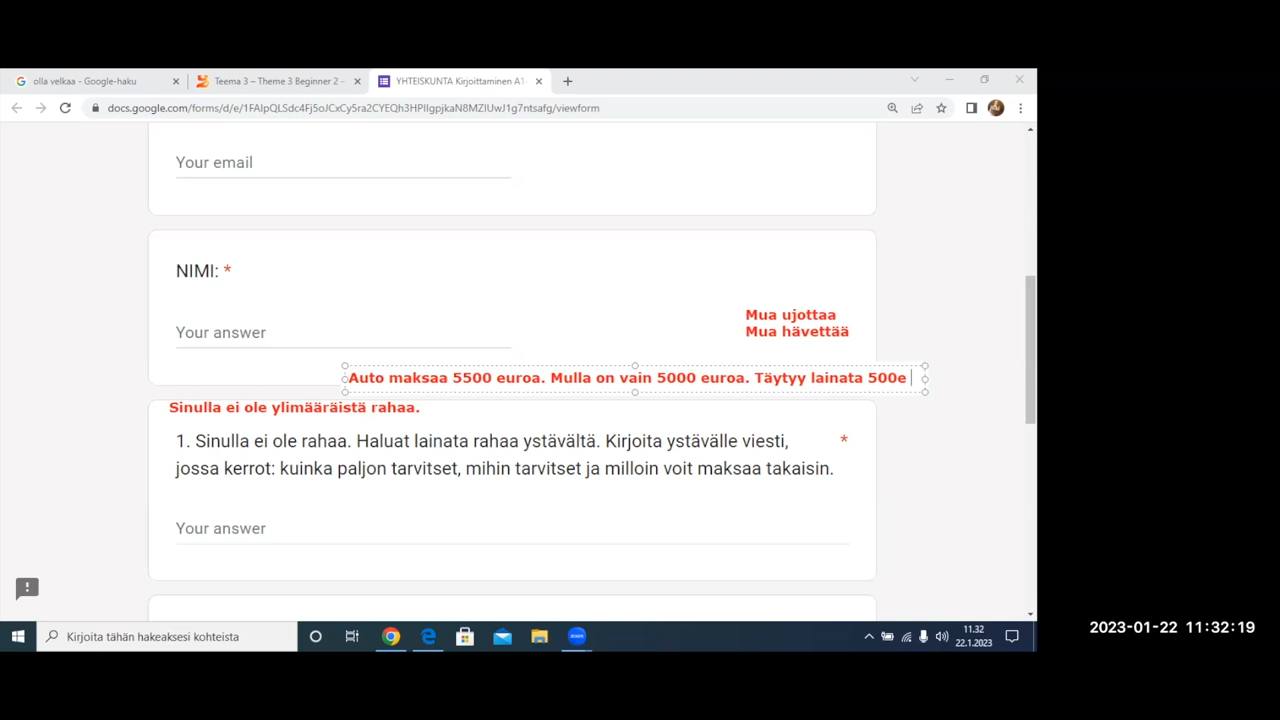 olla velkaa - Google-haku
Teema 3 – Theme 3 Beginner 2 –
YHTEISKUNTA Kirjoittaminen A1
docs.google.com/forms/d/e/1FAIpQLSdc4Fj5oJCxCy5ra2CYEQh3HPllgpjkaN8MZIUwJ1g7ntsafg/viewform
Your email
NIMI: *
Mua ujottaa
Your answer
Mua hävettää
Auto maksaa 5500 euroa. Mulla on vain 5000 euroa. Täytyy lainata 500e
Sinulla ei ole ylimääräistä rahaa.
1. Sinulla ei ole rahaa. Haluat lainata rahaa ystävältä. Kirjoita ystävälle viesti, *
jossa kerrot: kuinka paljon tarvitset, mihin tarvitset ja milloin voit maksaa takaisin.
Your answer
Kirjoita tähän hakeaksesi kohteista
zoom
11.32
22.1.2023
2023-01-22 11:32:19